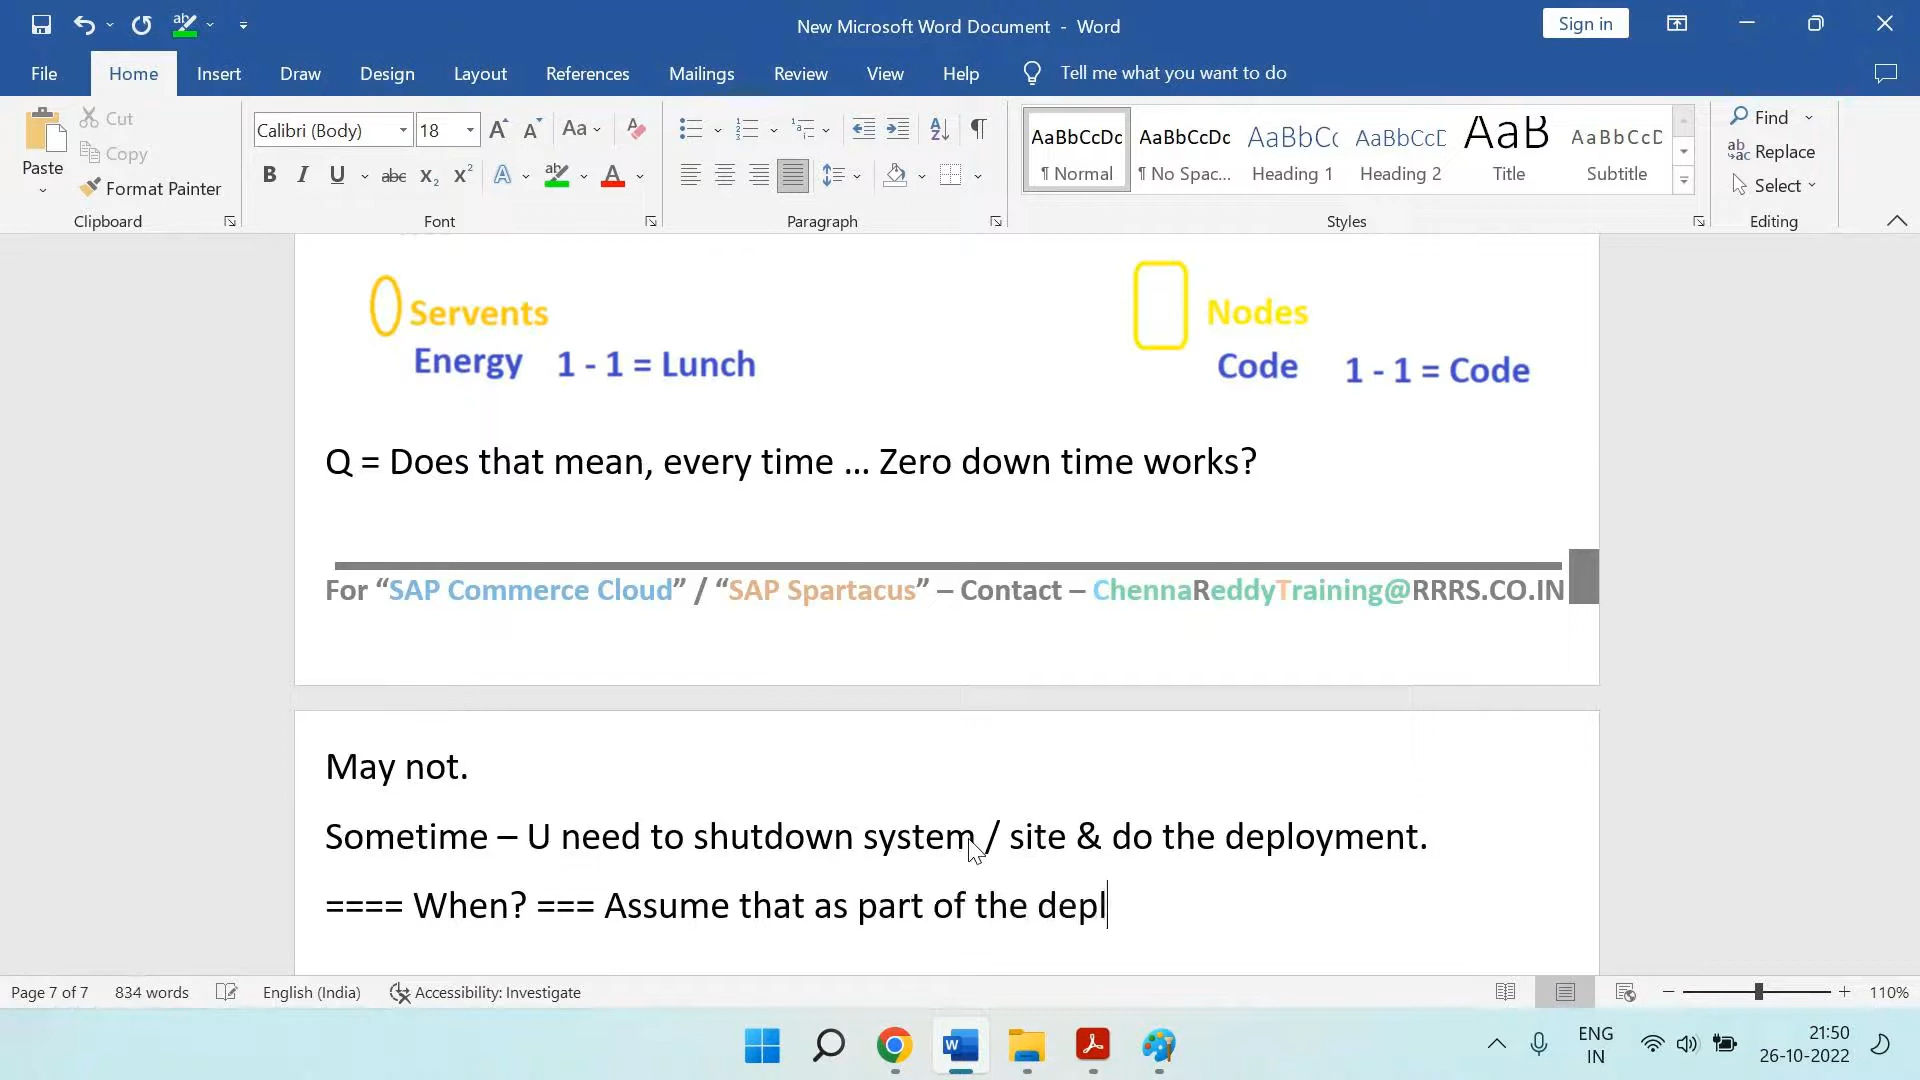 New Microsoft Word Document - Word
Sign in
File Home Insert Draw Design Layout References Mailings Review View Help Tell me what you want to do
Paste
Cut
Copy
Format Painter
Clipboard
Calibri (Body) 18
Font
Paragraph
AaBbCcDc AaBbCcDc AaBbCc AaBbCcD AaB AaBbCcD
¶ Normal ¶ No Spac... Heading 1 Heading 2 Title Subtitle
Styles
Find
Replace
Select
Editing
Servents Nodes
Energy 1 - 1 = Lunch Code 1 - 1 = Code
Q = Does that mean, every time … Zero down time works?
For “SAP Commerce Cloud” / “SAP Spartacus” – Contact – ChennaReddyTraining@RRRS.CO.IN
May not.
Sometime – U need to shutdown system / site & do the deployment.
==== When? === Assume that as part of the depl
Page 7 of 7 834 words English (India) Accessibility: Investigate 110%
ENG
IN
21:50
26-10-2022